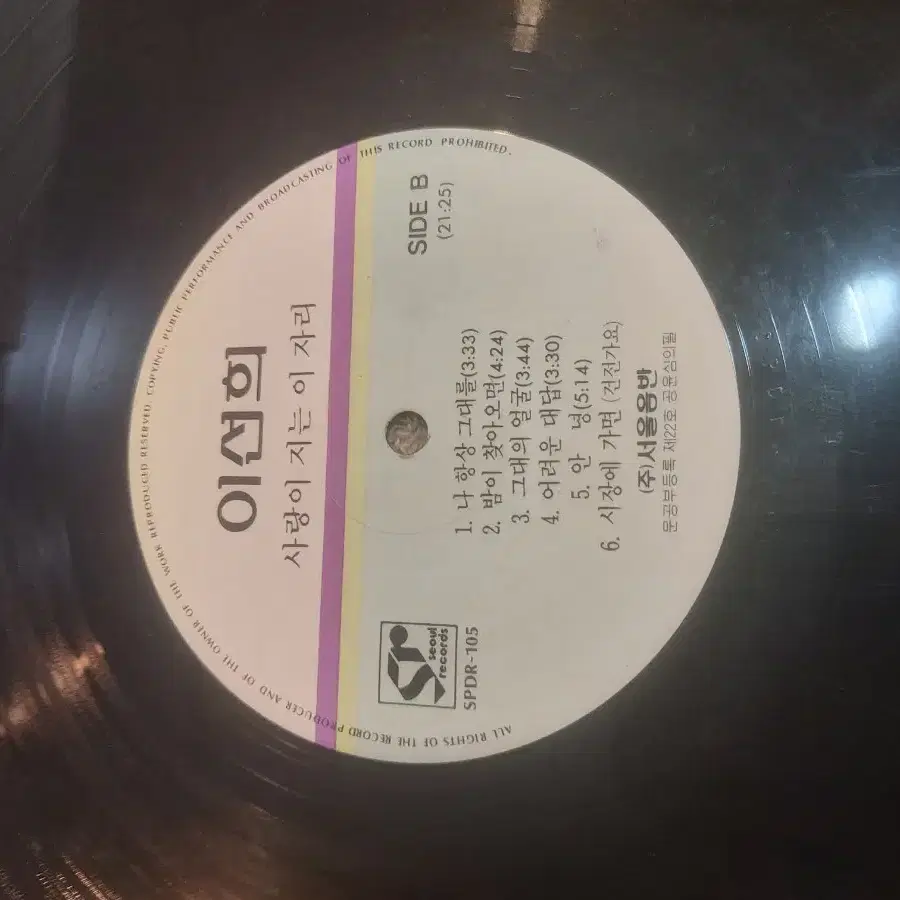 이선희
사랑이 지는 이 자리
SIDE B
(21:25)
seoul
records
SPDR-105
1. 나 항상 그대를(3:33)
2. 밤이 찾아오면(4:24)
3. 그대의 얼굴(3:44)
4. 어려운 대답(3:30)
5. 안 녕(5:14)
6. 시장에 가면 (건전가요)
(주)서울음반
문공부등록 제22호 공윤심의필
ALL RIGHTS OF THE RECORD PRODUCER AND OF THE OWNER OF THE WORK REPRODUCED RESERVED. COPYING, PUBLIC PERFORMANCE AND BROADCASTING OF THIS RECORD PROHIBITED.